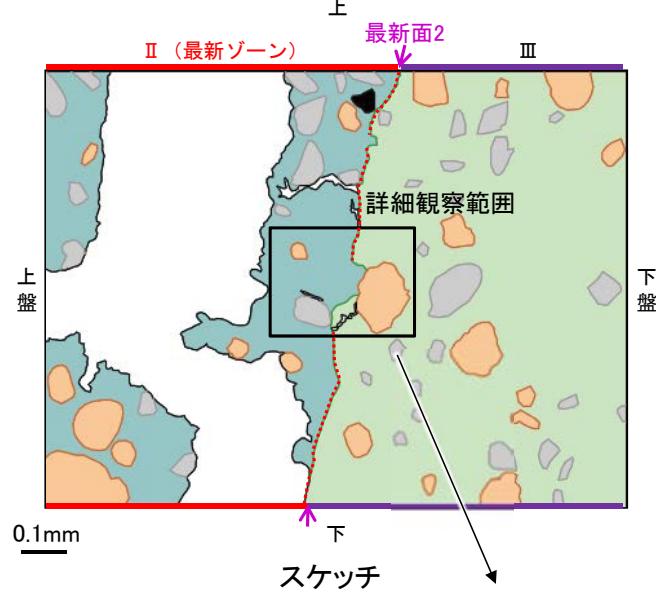 上
最新面2
Ⅱ（最新ゾーン）
Ⅲ
詳細観察範囲
上盤
下盤
0.1mm
下
スケッチ